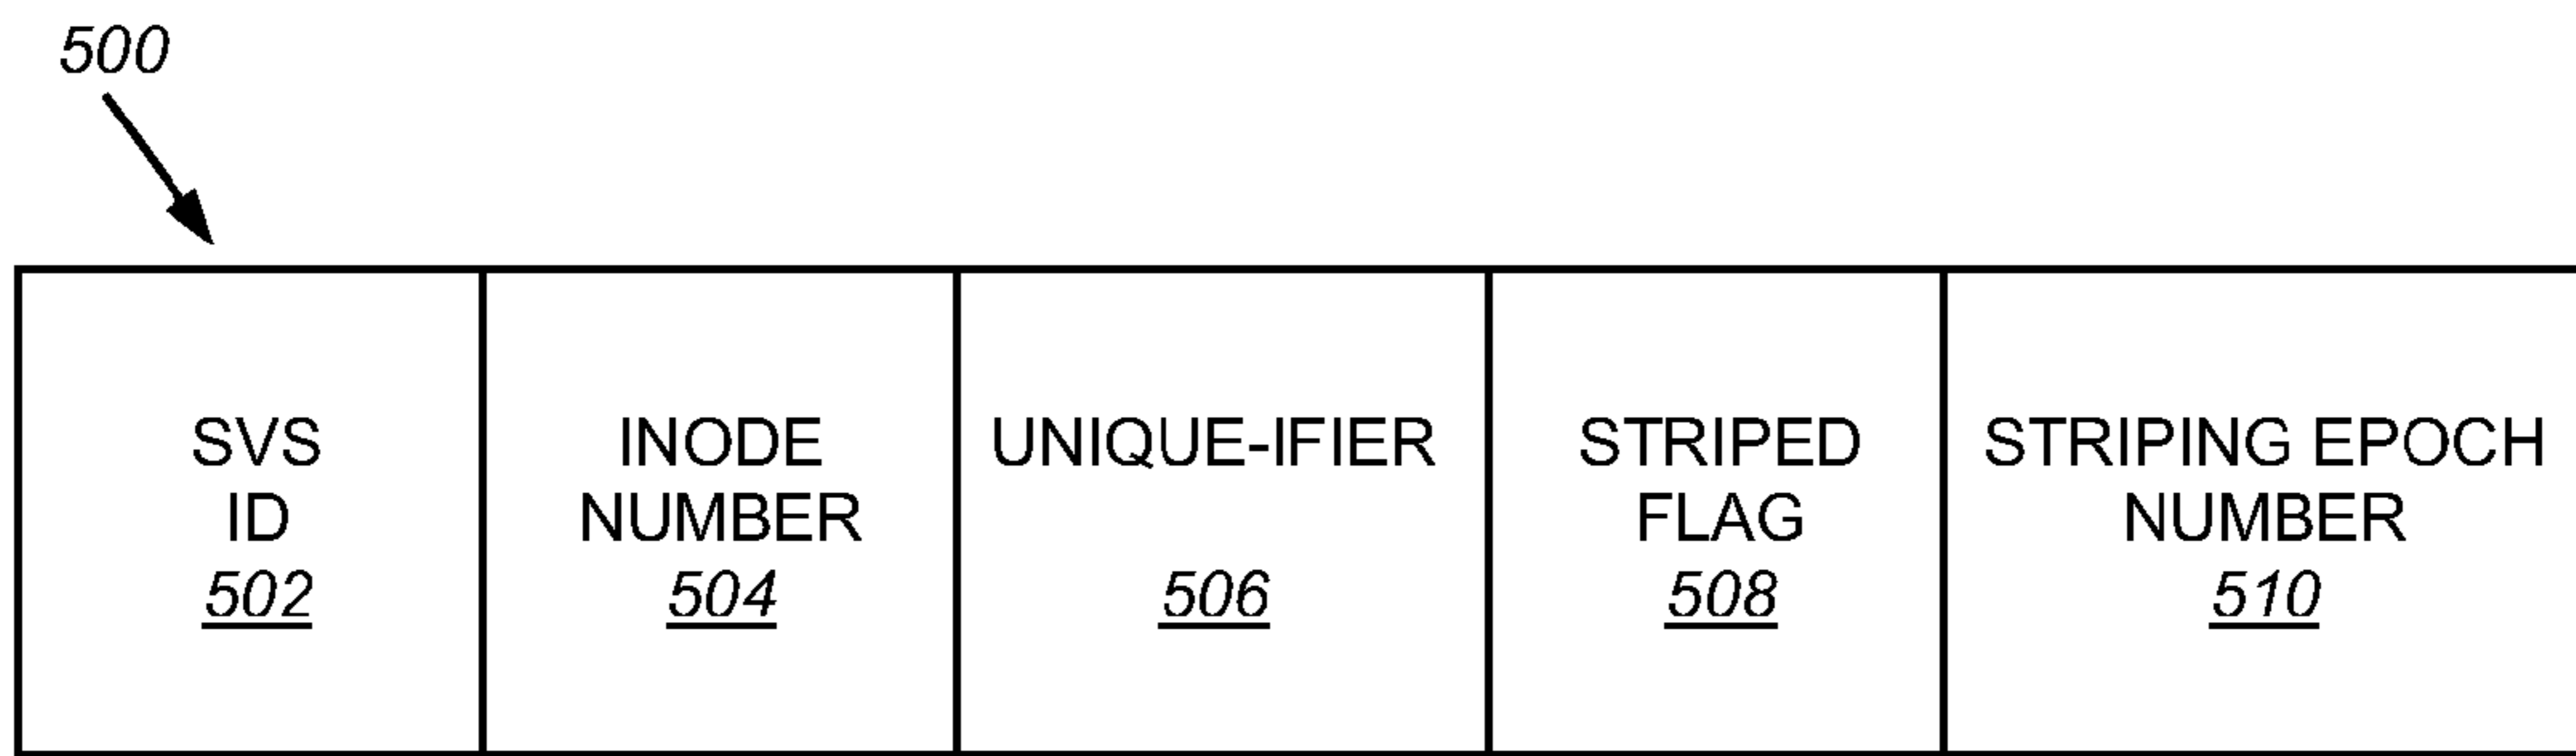 500
SVS
ID
502
INODE
NUMBER
504
UNIQUE-IFIER
506
STRIPED
FLAG
508
STRIPING EPOCH
NUMBER
510